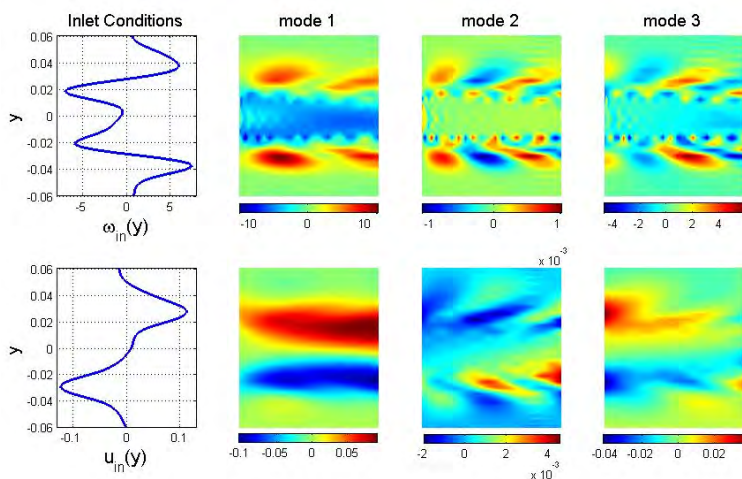 Inlet Conditions mode 1 mode 2 mode 3
0.06
0.04
0.02
0
-0.02
-0.04
-0.06
y
-5 0 5
ω_in(y)
-10 0 10
-1 0 1
-4 -2 0 2 4
x 10^-3
0.06
0.04
0.02
0
-0.02
-0.04
-0.06
y
-0.1 0 0.1
u_in(y)
-0.1 -0.05 0 0.05
-2 0 2 4
x 10^-3
-0.04 -0.02 0 0.02